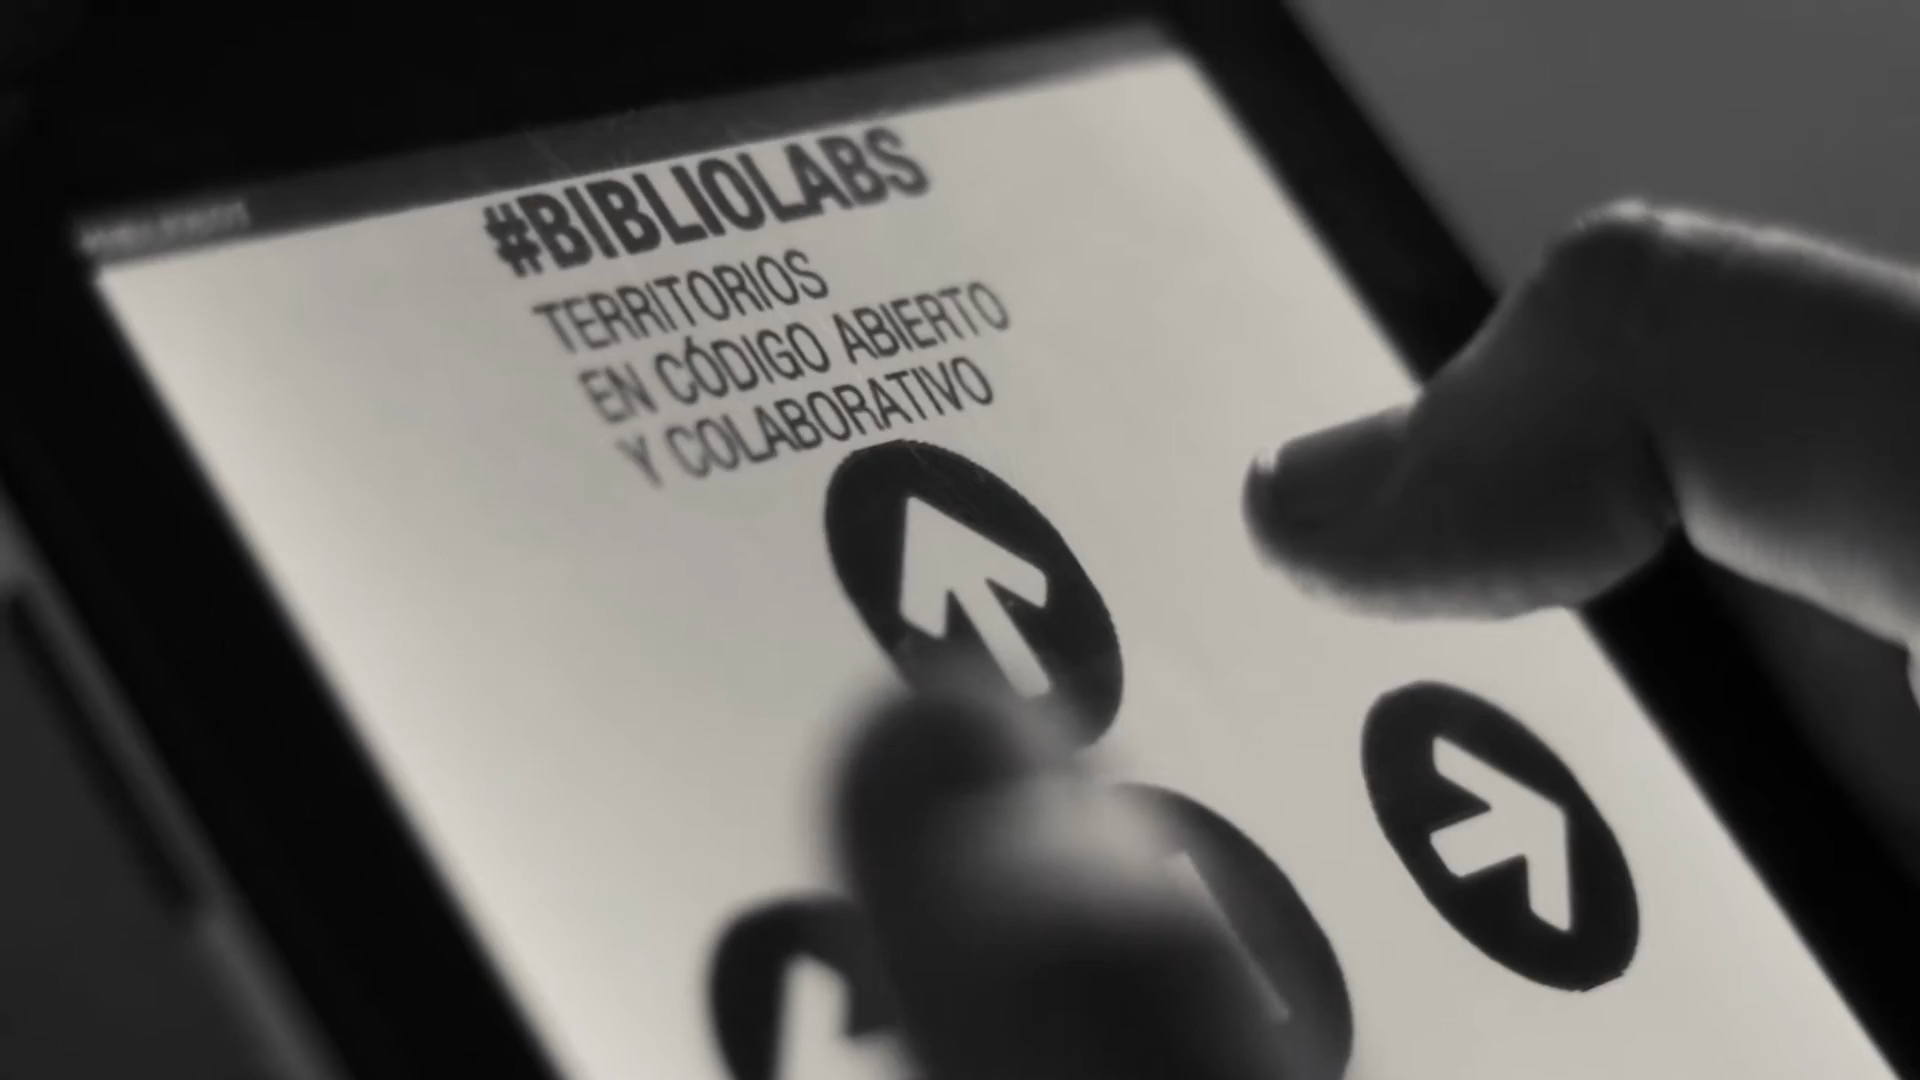 #BIBLIOLABS
TERRITORIOS
EN CÓDIGO ABIERTO
Y COLABORATIVO